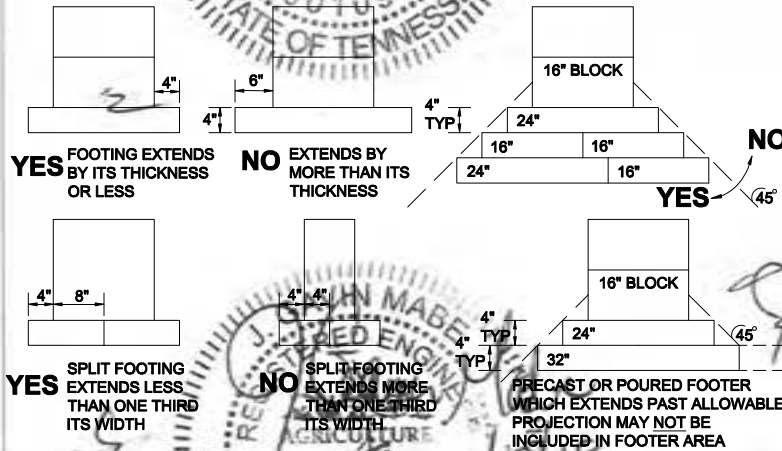 STATE OF TENNESS
4"
6"
4"
YES FOOTING EXTENDS
BY ITS THICKNESS
OR LESS
NO EXTENDS BY
MORE THAN ITS
THICKNESS
16" BLOCK
4"
TYP
24"
16" 16"
24" 16"
NO
YES
45°
4" 8"
YES SPLIT FOOTING
EXTENDS LESS
THAN ONE THIRD
ITS WIDTH
4" 4"
NO SPLIT FOOTING
EXTENDS MORE
THAN ONE THIRD
ITS WIDTH
REGISTERED ENGINE
AGRICULTURE
16" BLOCK
4"
TYP
4"
TYP
24"
32"
45°
PRECAST OR POURED FOOTER
WHICH EXTENDS PAST ALLOWABLE
PROJECTION MAY NOT BE
INCLUDED IN FOOTER AREA